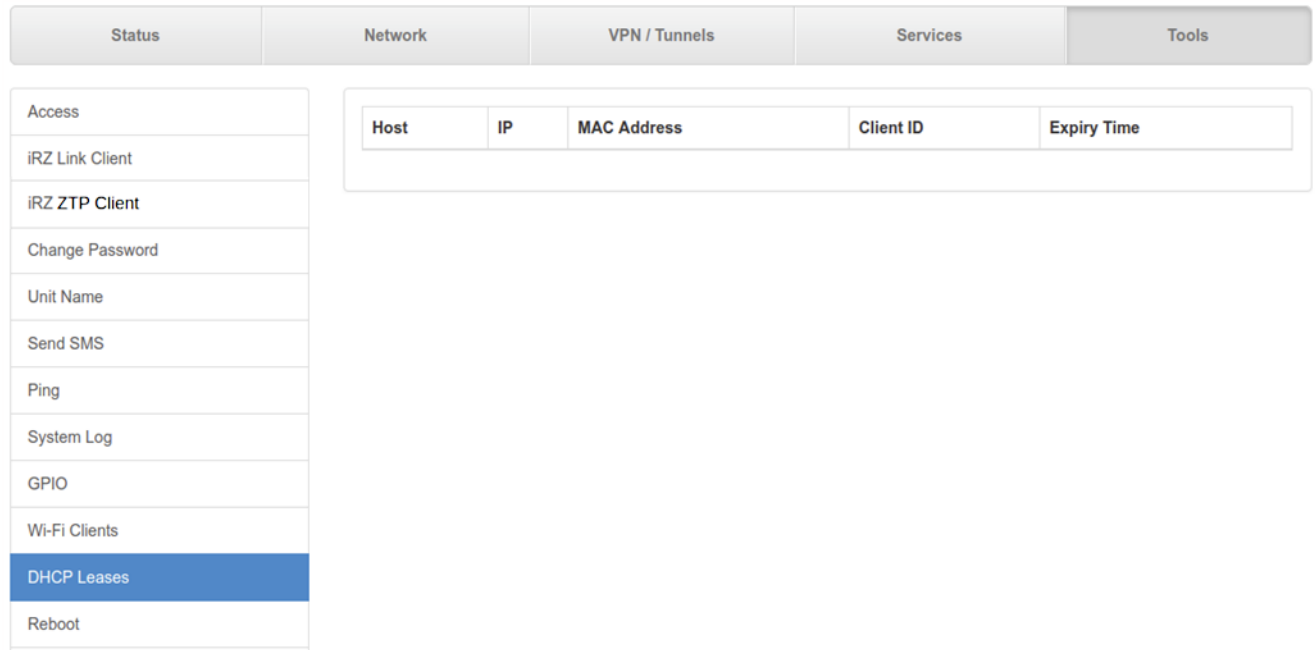 Status Network VPN / Tunnels Services Tools
Access
iRZ Link Client
iRZ ZTP Client
Change Password
Unit Name
Send SMS
Ping
System Log
GPIO
Wi-Fi Clients
DHCP Leases
Reboot
Host IP MAC Address Client ID Expiry Time